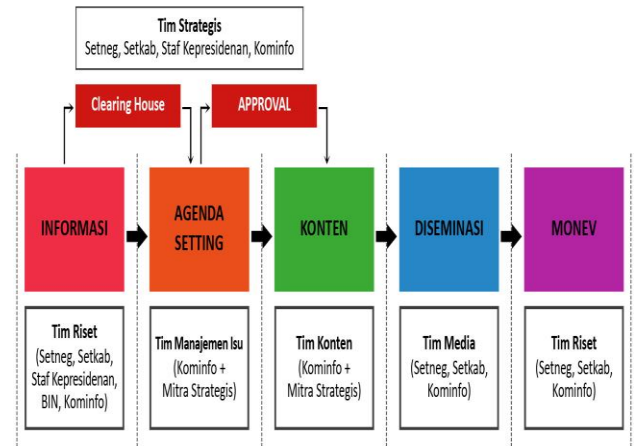 Tim Strategis
Setneg, Setkab, Staf Kepresidenan, Kominfo
Clearing House
APPROVAL
INFORMASI
AGENDA
SETTING
KONTEN
DISEMINASI
MONEV
Tim Riset
(Setneg, Setkab,
Staf Kepresidenan,
BIN, Kominfo)
Tim Manajemen Isu
(Kominfo +
Mitra Strategis)
Tim Konten
(Kominfo +
Mitra Strategis)
Tim Media
(Setneg, Setkab,
Kominfo)
Tim Riset
(Setneg, Setkab,
Kominfo)